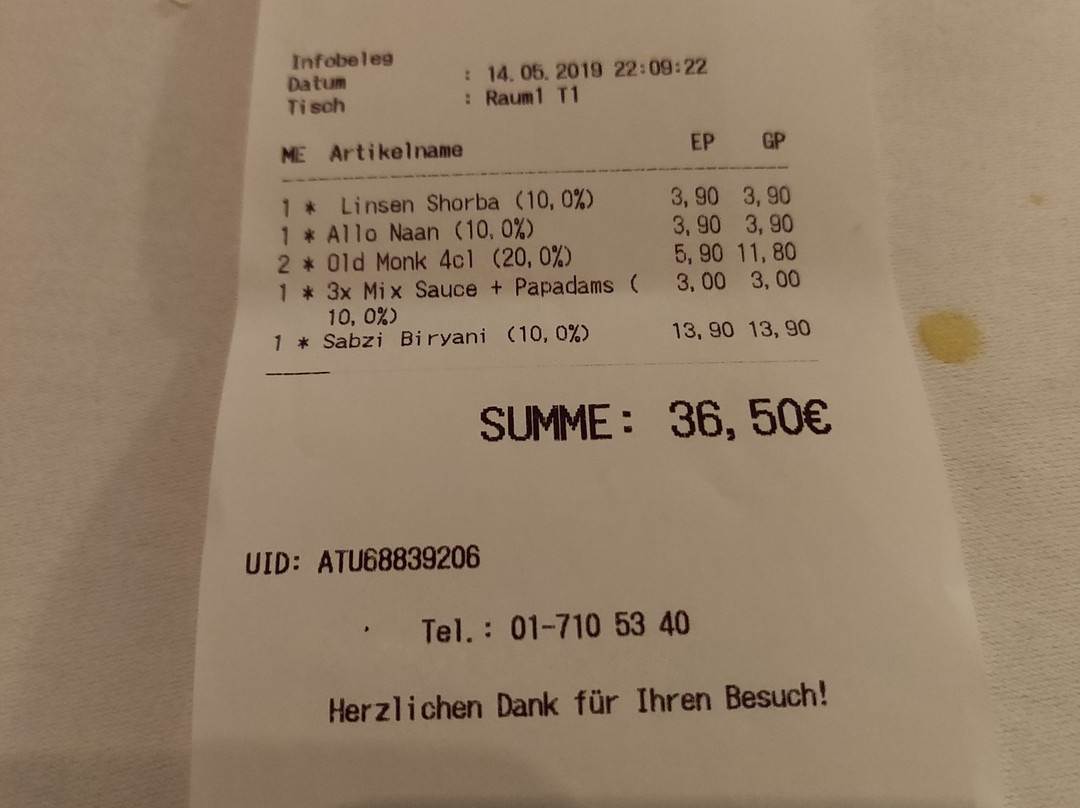 Infobeleg
Datum : 14.05.2019 22:09:22
Tisch : Raum1 T1
ME Artikelname EP GP
1 * Linsen Shorba (10,0%) 3,90 3,90
1 * Allo Naan (10,0%) 3,90 3,90
2 * Old Monk 4cl (20,0%) 5,90 11,80
1 * 3x Mix Sauce + Papadams ( 3,00 3,00
10,0%)
1 * Sabzi Biryani (10,0%) 13,90 13,90
SUMME: 36,50€
UID: ATU68839206
Tel.: 01-710 53 40
Herzlichen Dank für Ihren Besuch!